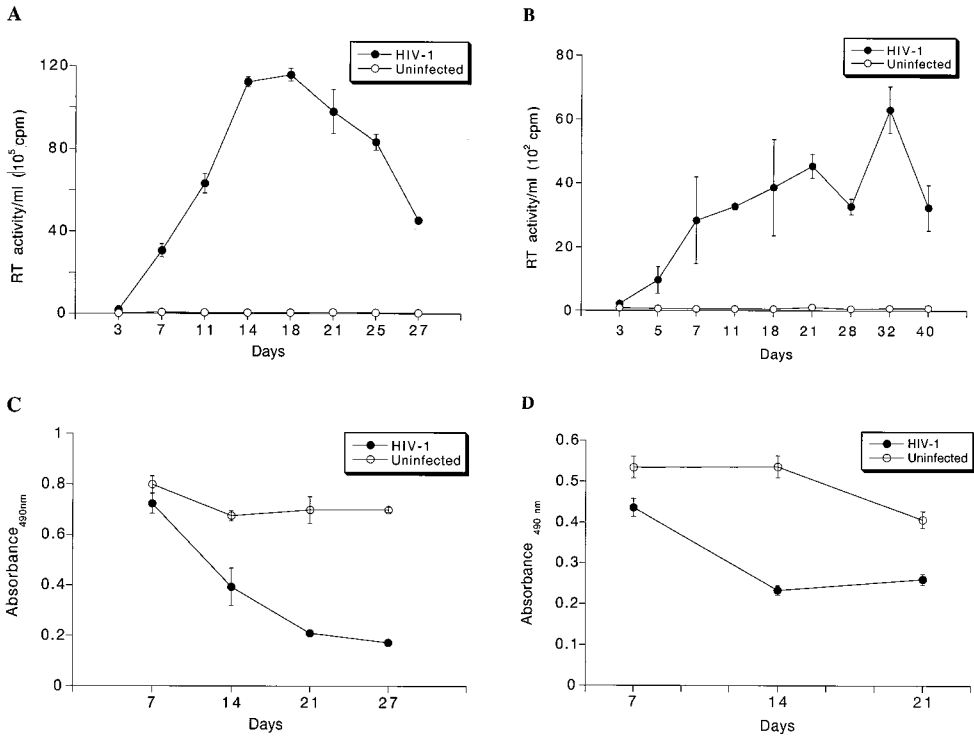 A
HIV-1
Uninfected
120
80
40
0
RT activity/ml (10⁵ cpm)
3 7 11 14 18 21 25 27
Days
B
HIV-1
Uninfected
80
60
40
20
0
RT activity/ml (10² cpm)
3 5 7 11 18 21 28 32 40
Days
C
HIV-1
Uninfected
1
0.8
0.6
0.4
0.2
0
Absorbance 490nm
7 14 21 27
Days
D
HIV-1
Uninfected
0.6
0.5
0.4
0.3
0.2
0.1
0
Absorbance 490 nm
7 14 21
Days